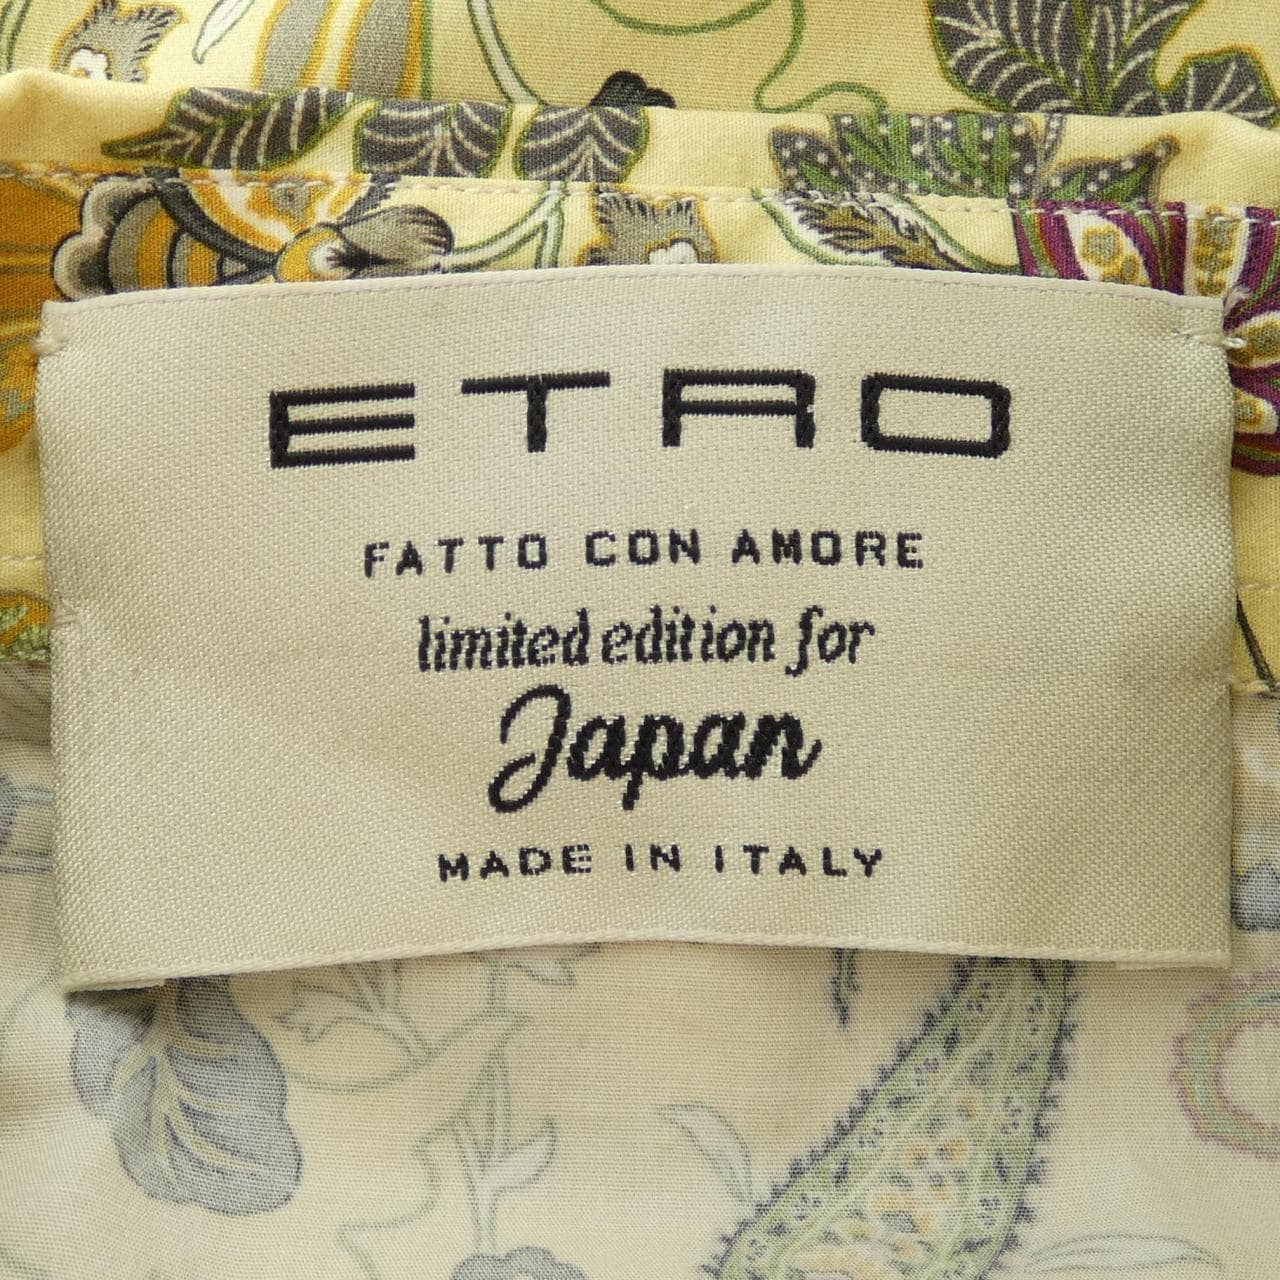 ETRO
FATTO CON AMORE
limited edition for
Japan
MADE IN ITALY